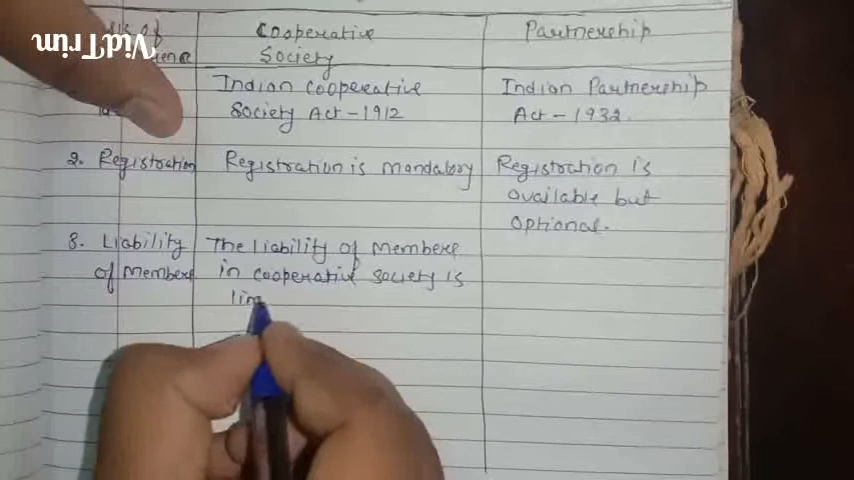 VidTrim
Cooperative
Society
Partnership
Indian Cooperative
Society Act - 1912
Indian Partnership
Act - 1932.
2. Registration
Registration is mandatory
Registration is
available but
optional.
3. Liability
of Members
The liability of Members
in cooperative society is
lim